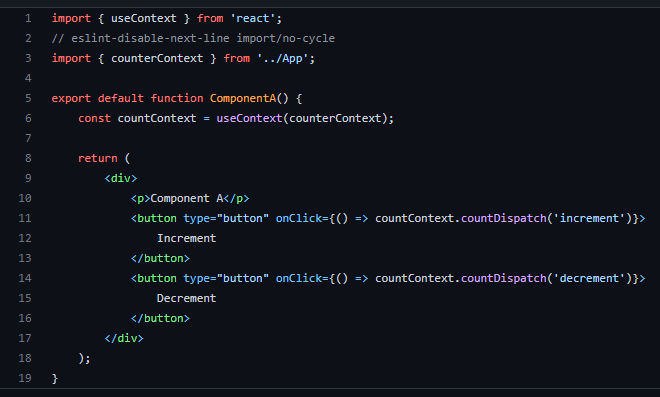 1 import { useContext } from 'react';
2 // eslint-disable-next-line import/no-cycle
3 import { counterContext } from '../App';
4
5 export default function ComponentA() {
6     const countContext = useContext(counterContext);
7
8     return (
9         <div>
10             <p>Component A</p>
11             <button type="button" onClick={() => countContext.countDispatch('increment')}>
12                 Increment
13             </button>
14             <button type="button" onClick={() => countContext.countDispatch('decrement')}>
15                 Decrement
16             </button>
17         </div>
18     );
19 }